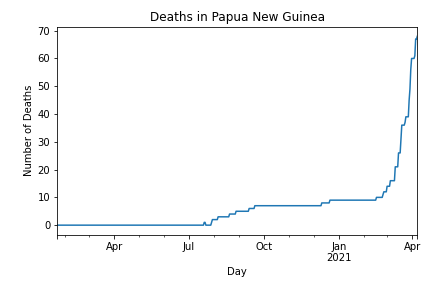 Deaths in Papua New Guinea
70
60
50
40
30
20
10
0
Number of Deaths
Apr
Jul
Oct
Jan
2021
Apr
Day